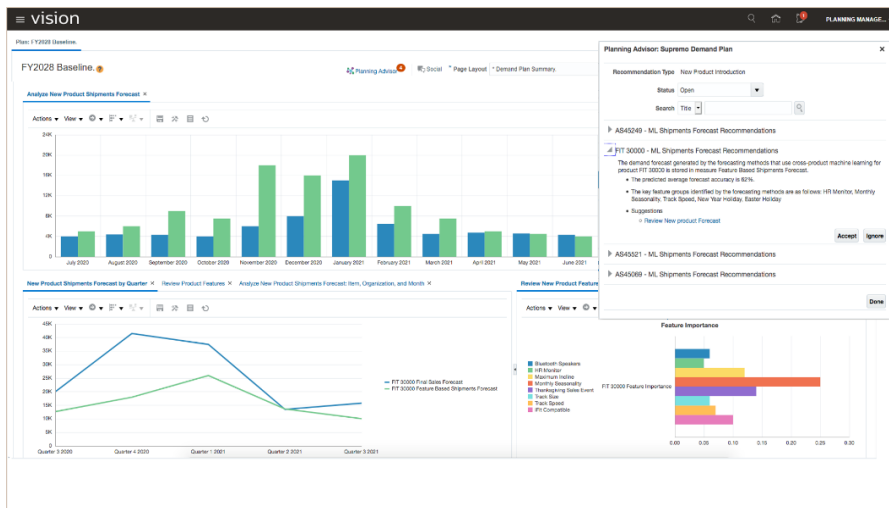 vision
1
PLANNING MANAGE...
Plan: FY2028 Baseline.
FY2028 Baseline.
Planning Advisor 4
Social
Page Layout
Demand Plan Summary
Analyze New Product Shipments Forecast ×
Actions View
24K
20K
16K
12K
8K
4K
0
July 2020 August 2020 September 2020 October 2020 November 2020 December 2020 January 2021 February 2021 March 2021 April 2021 May 2021 June 2021
New Product Shipments Forecast by Quarter × Review Product Features × Analyze New Product Shipments Forecast: Item, Organization, and Month ×
Actions View
45K
40K
35K
30K
25K
20K
15K
10K
5K
0
Quarter 3 2020 Quarter 4 2020 Quarter 1 2021 Quarter 2 2021 Quarter 3 2021
FIT 30000 Final Sales Forecast
FIT 30000 Feature Based Shipments Forecast
Review New Product Feature
Actions View
Feature Importance
Bluetooth Speakers
HR Monitor
Maximum Incline
Monthly Seasonality
Thanksgiving Sales Event
Track Size
Track Speed
iFit Compatible
FIT 30000 Feature Importance
0.00 0.05 0.10 0.15 0.20 0.25 0.30
Planning Advisor: Supremo Demand Plan ×
Recommendation Type New Product Introduction
Status Open
Search Title
AS45249 - ML Shipments Forecast Recommendations
FIT 30000 - ML Shipments Forecast Recommendations
The demand forecast generated by the forecasting methods that use cross-product machine learning for
product FIT 30000 is stored in measure Feature Based Shipments Forecast.
• The predicted average forecast accuracy is 82%.
• The key feature groups identified by the forecasting methods are as follows: HR Monitor, Monthly
Seasonality, Track Speed, New Year Holiday, Easter Holiday
• Suggestions
Review New product Forecast
Accept Ignore
AS45521 - ML Shipments Forecast Recommendations
AS45069 - ML Shipments Forecast Recommendations
Done